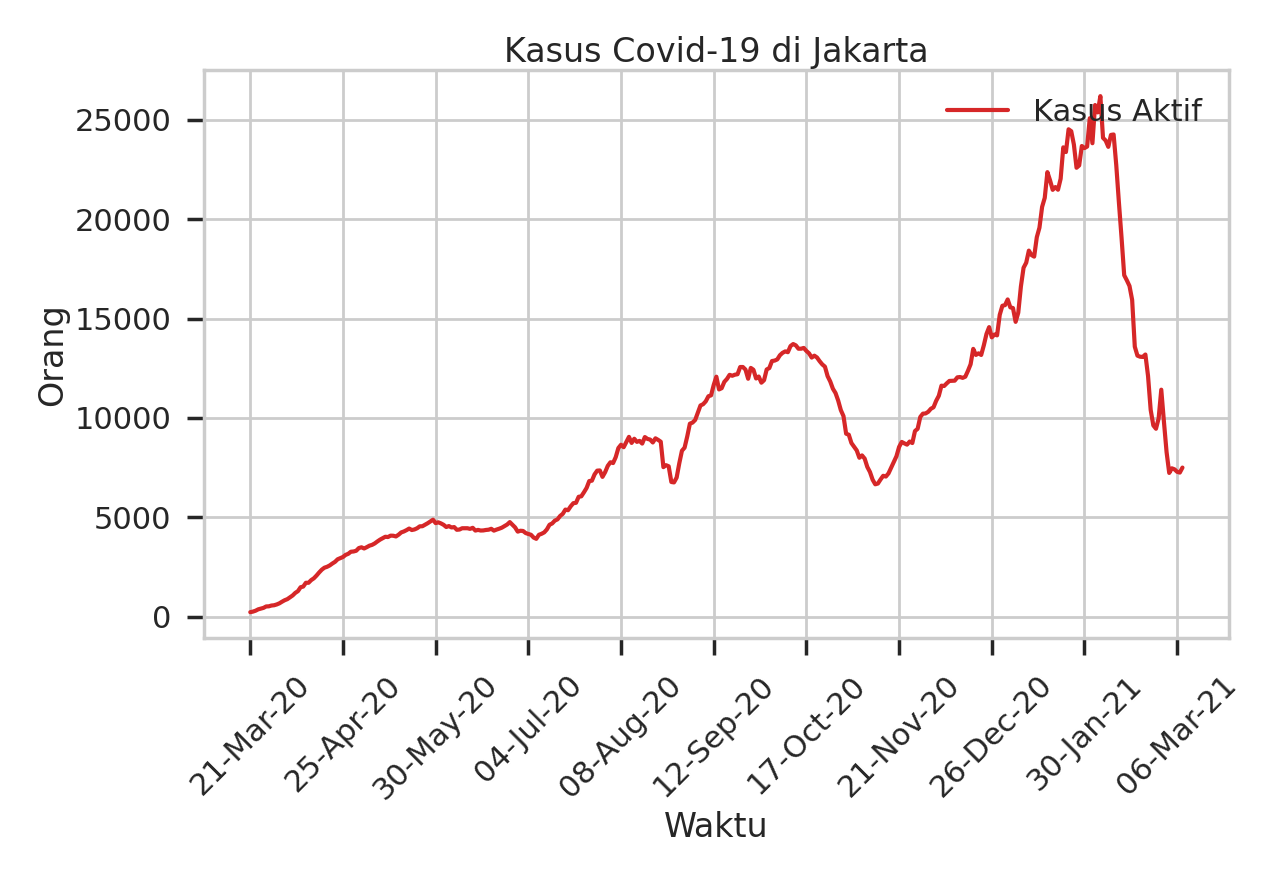 Kasus Covid-19 di Jakarta
Kasus Aktif
25000
20000
15000
10000
5000
0
Orang
21-Mar-20
25-Apr-20
30-May-20
04-Jul-20
08-Aug-20
12-Sep-20
17-Oct-20
21-Nov-20
26-Dec-20
30-Jan-21
06-Mar-21
Waktu